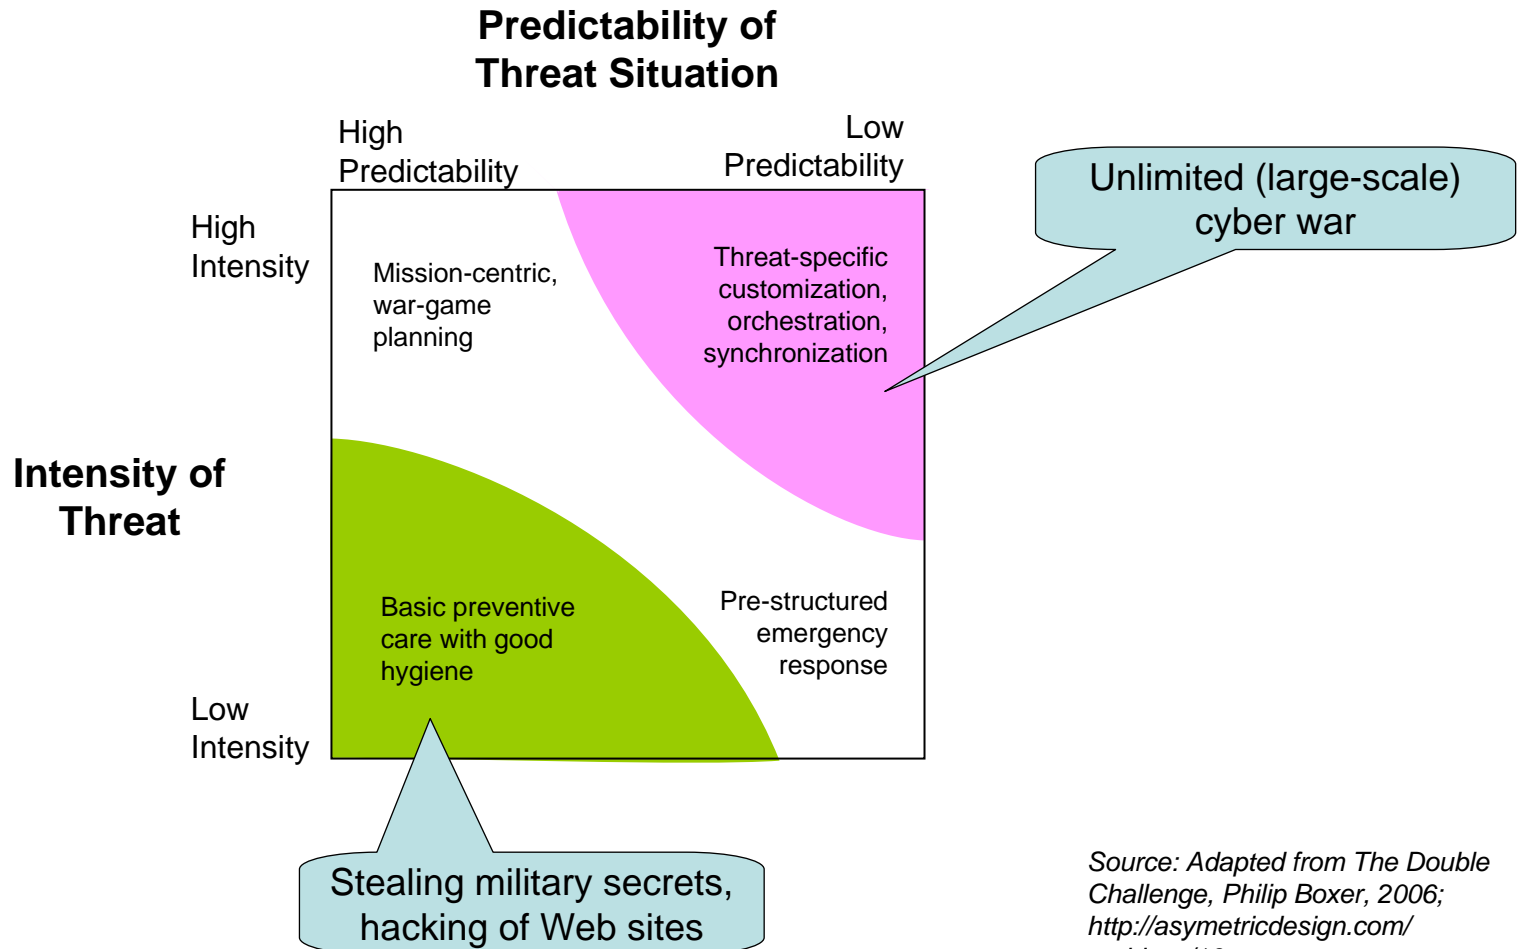 Predictability of
Threat Situation
High
Predictability
Low
Predictability
Unlimited (large-scale)
cyber war
High
Intensity
Mission-centric,
war-game
planning
Threat-specific
customization,
orchestration,
synchronization
Intensity of
Threat
Basic preventive
care with good
hygiene
Pre-structured
emergency
response
Low
Intensity
Stealing military secrets,
hacking of Web sites
Source: Adapted from The Double
Challenge, Philip Boxer, 2006;
http://asymetricdesign.com/